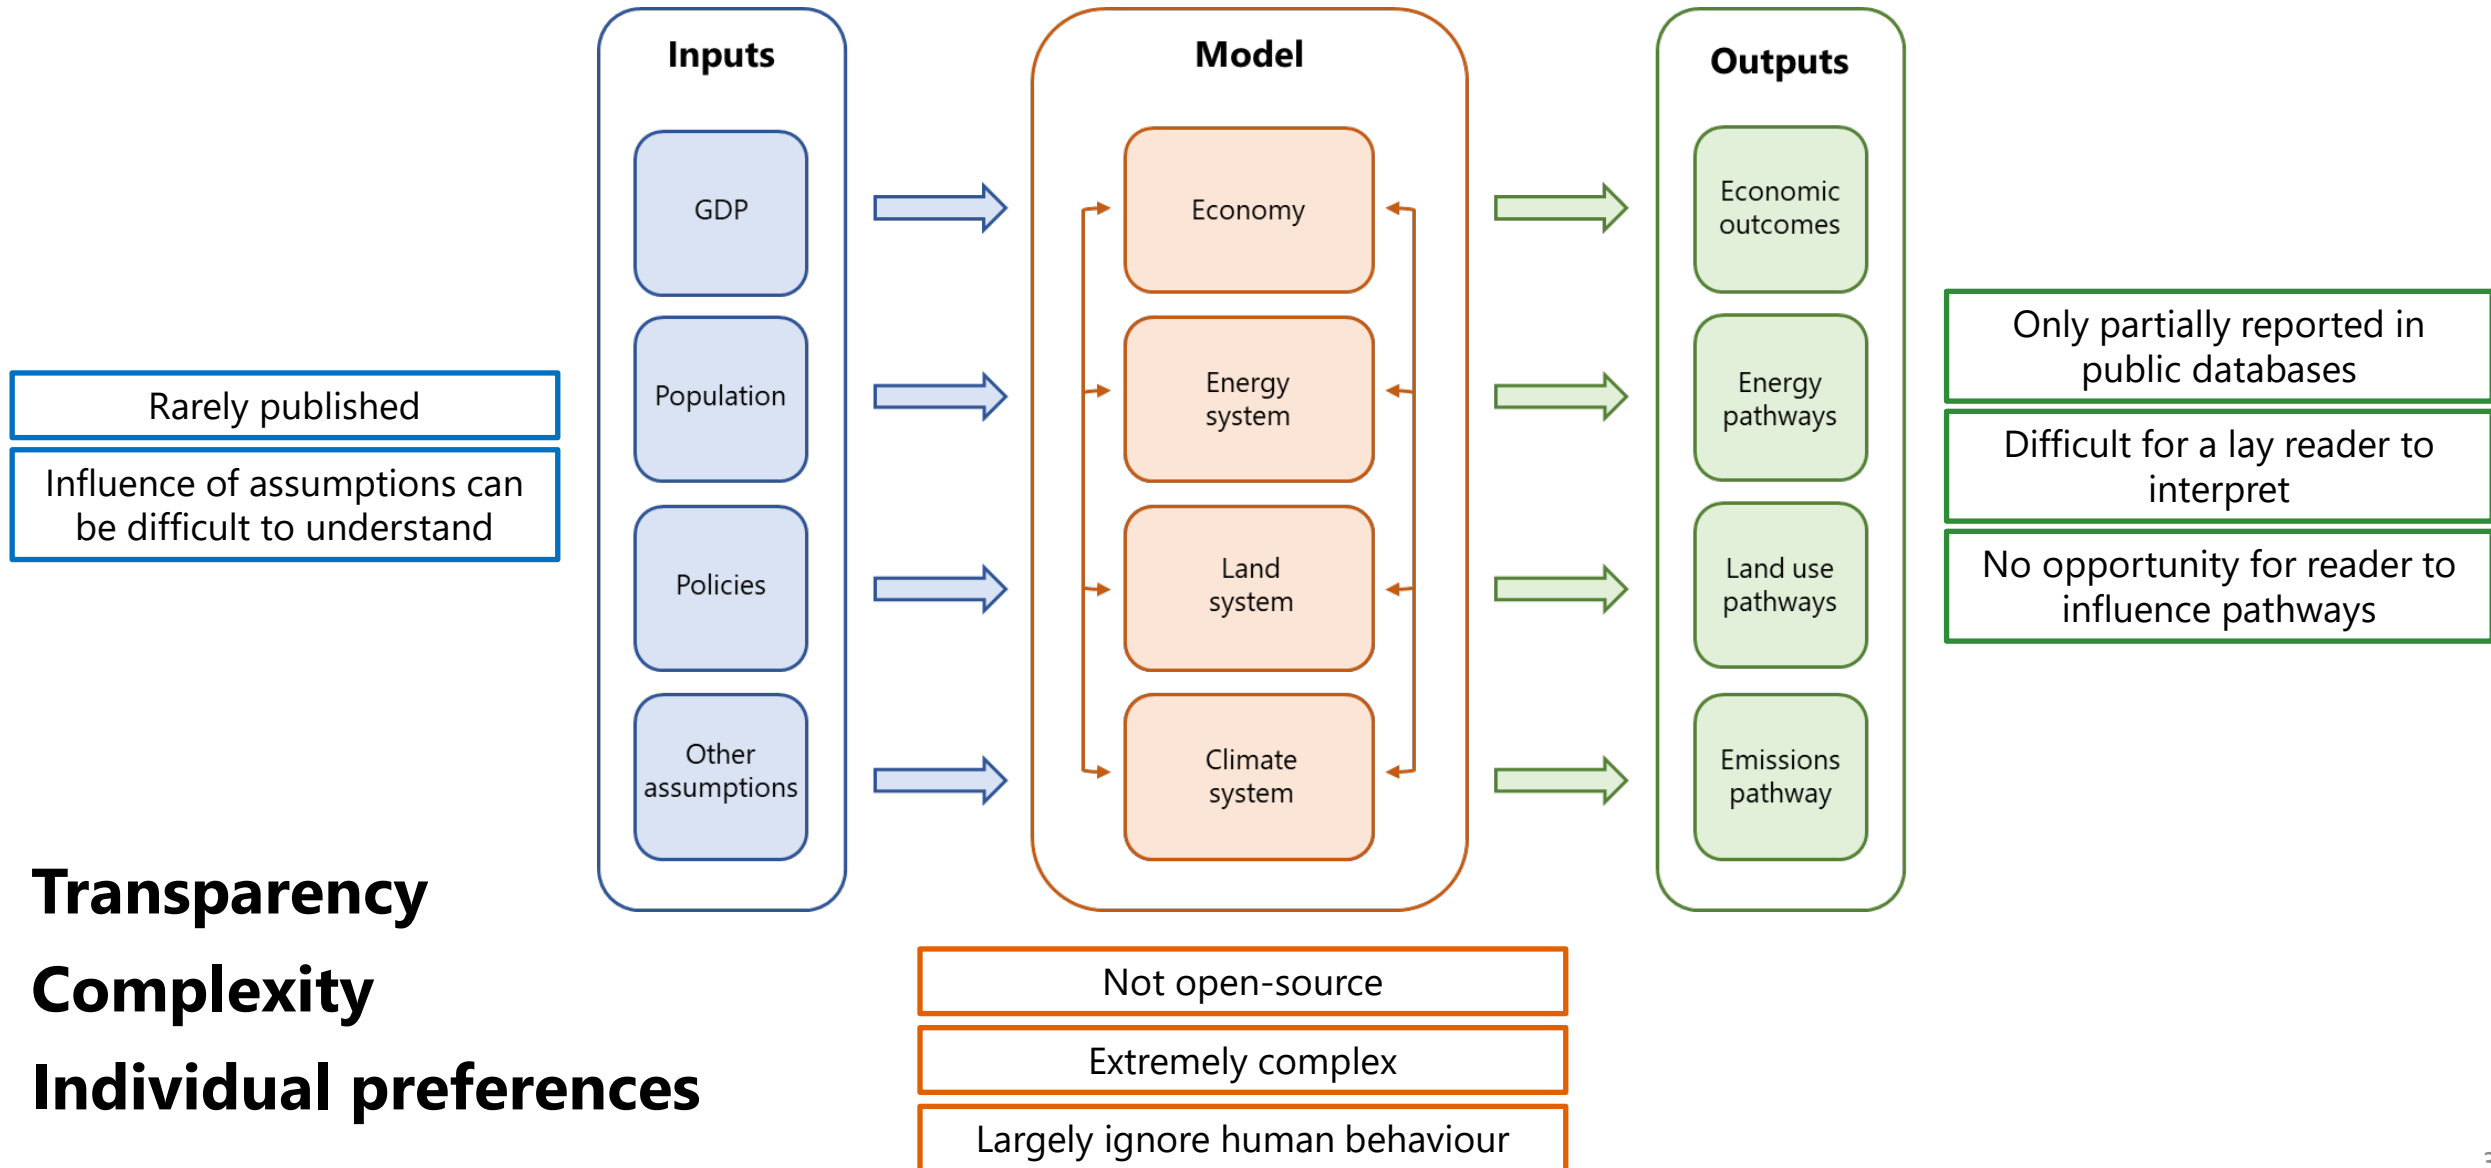 Inputs
Model
Outputs
GDP
Economy
Economic
outcomes
Population
Energy
system
Energy
pathways
Policies
Land
system
Land use
pathways
Other
assumptions
Climate
system
Emissions
pathway
Rarely published
Influence of assumptions can
be difficult to understand
Only partially reported in
public databases
Difficult for a lay reader to
interpret
No opportunity for reader to
influence pathways
Transparency
Complexity
Individual preferences
Not open-source
Extremely complex
Largely ignore human behaviour